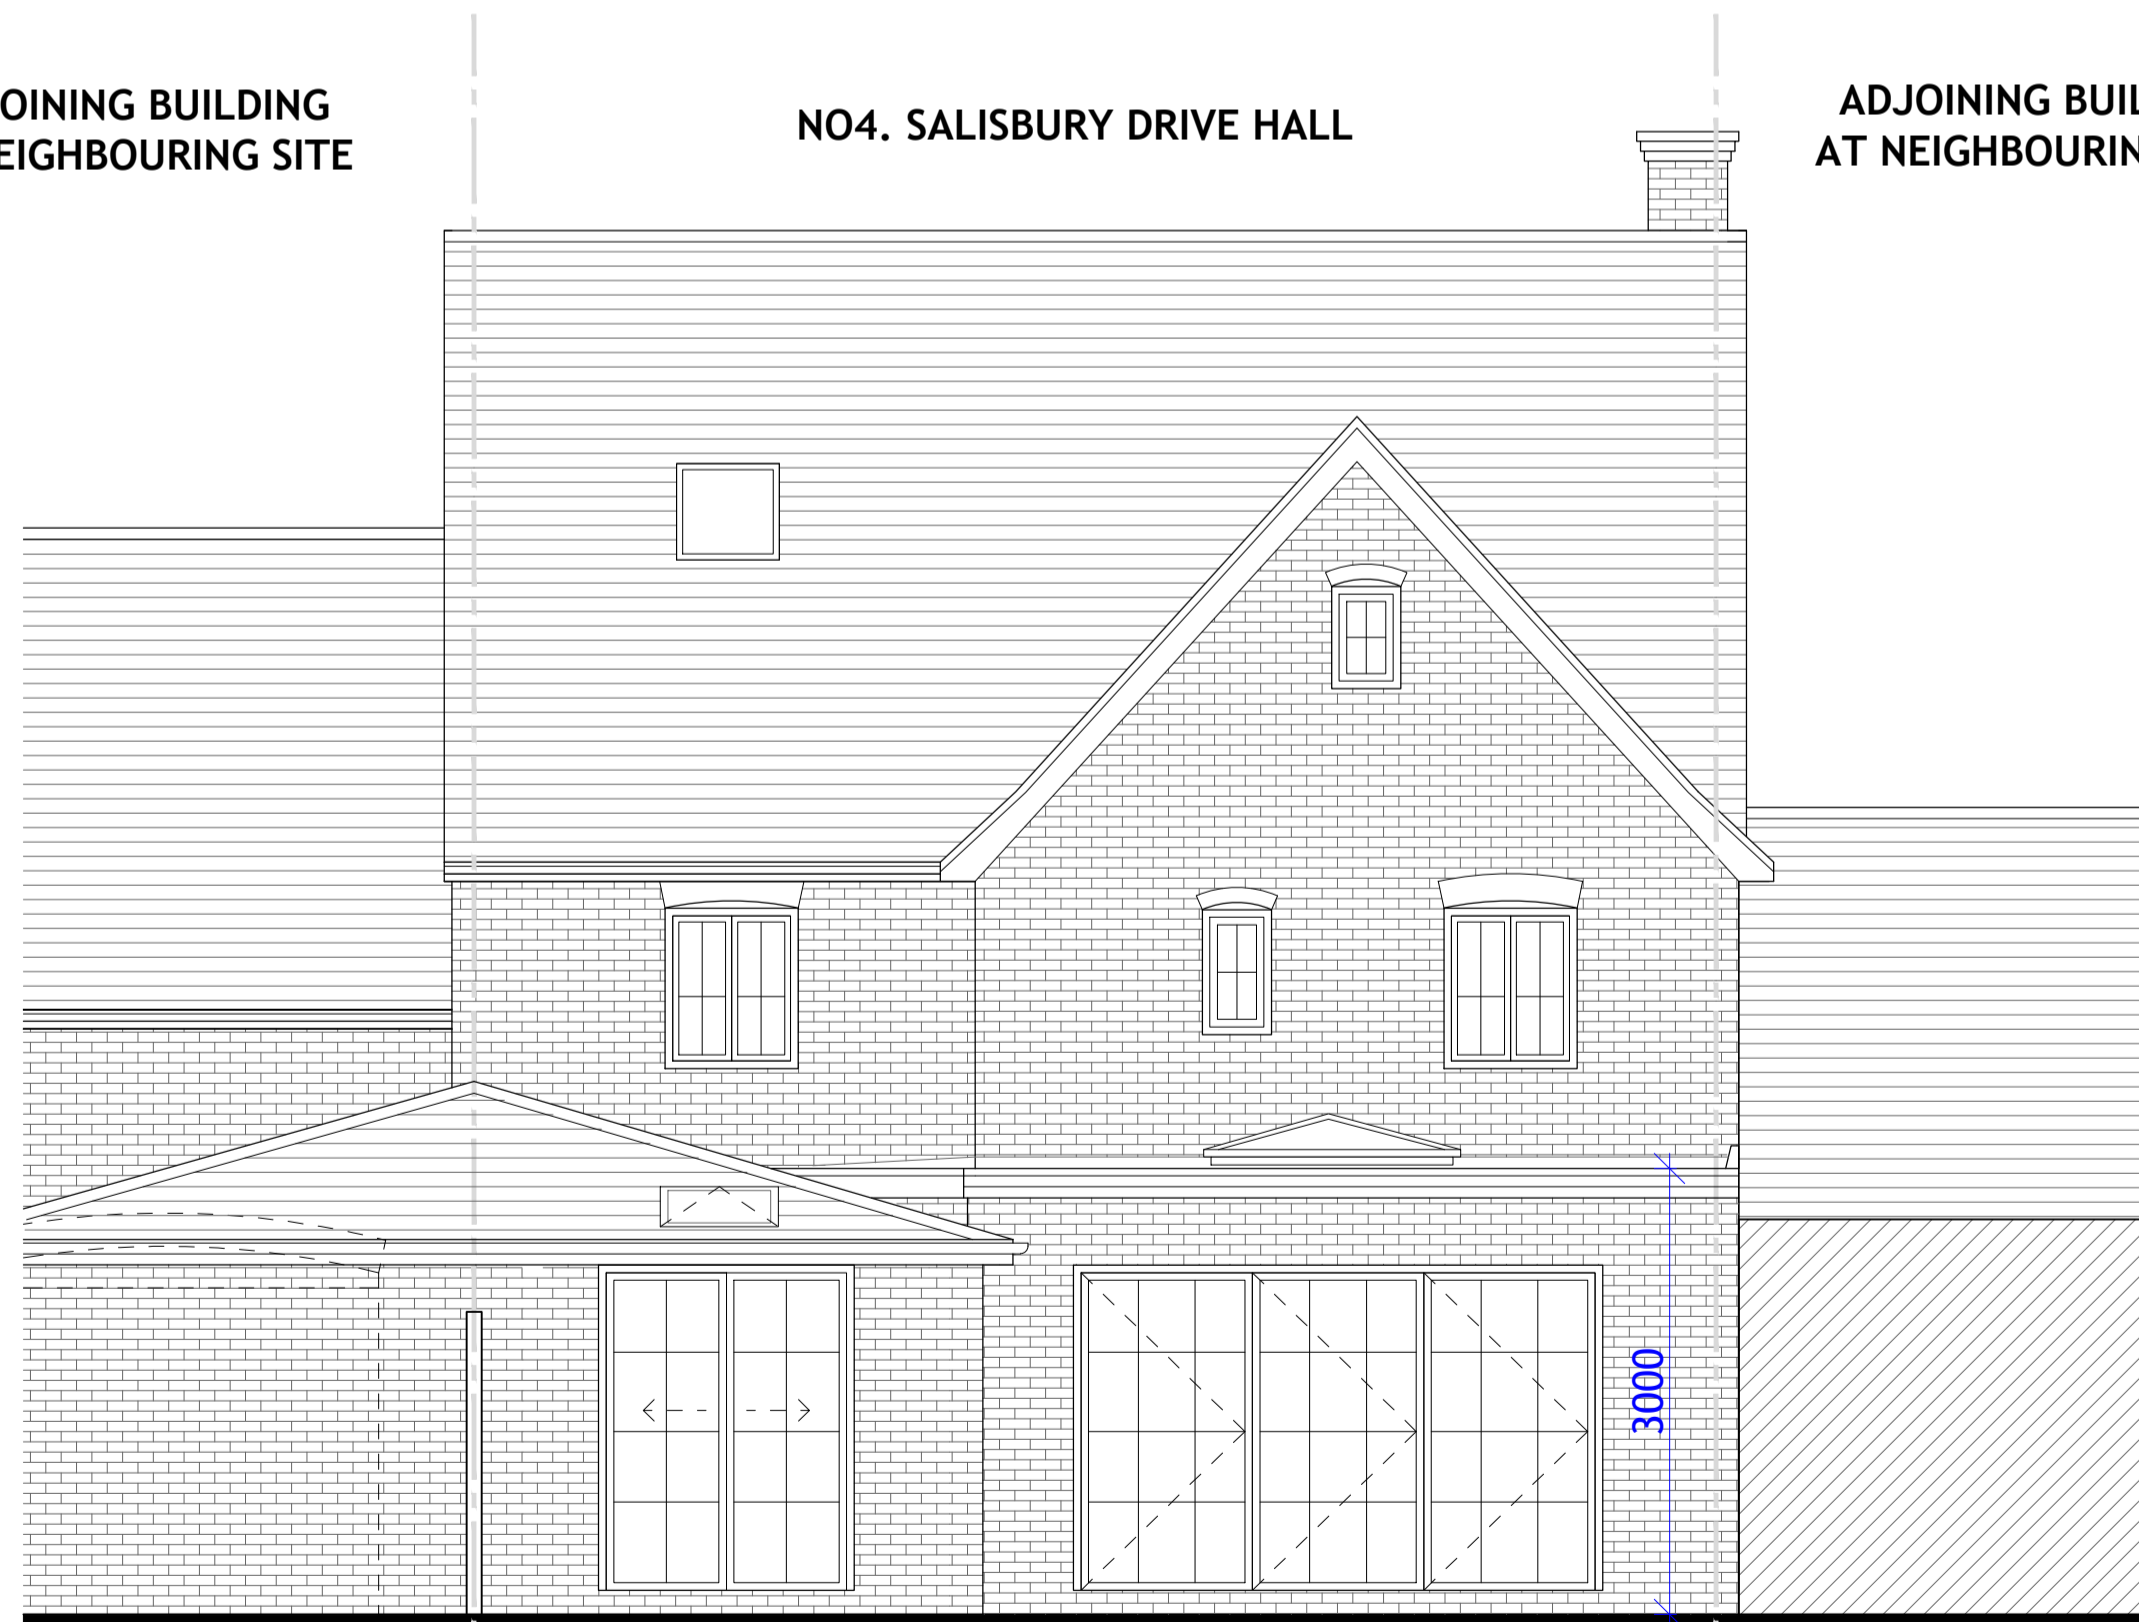 OINING BUILDING
EIGHBOURING SITE
NO4. SALISBURY DRIVE HALL
ADJOINING BUIL
AT NEIGHBOURIN
3000